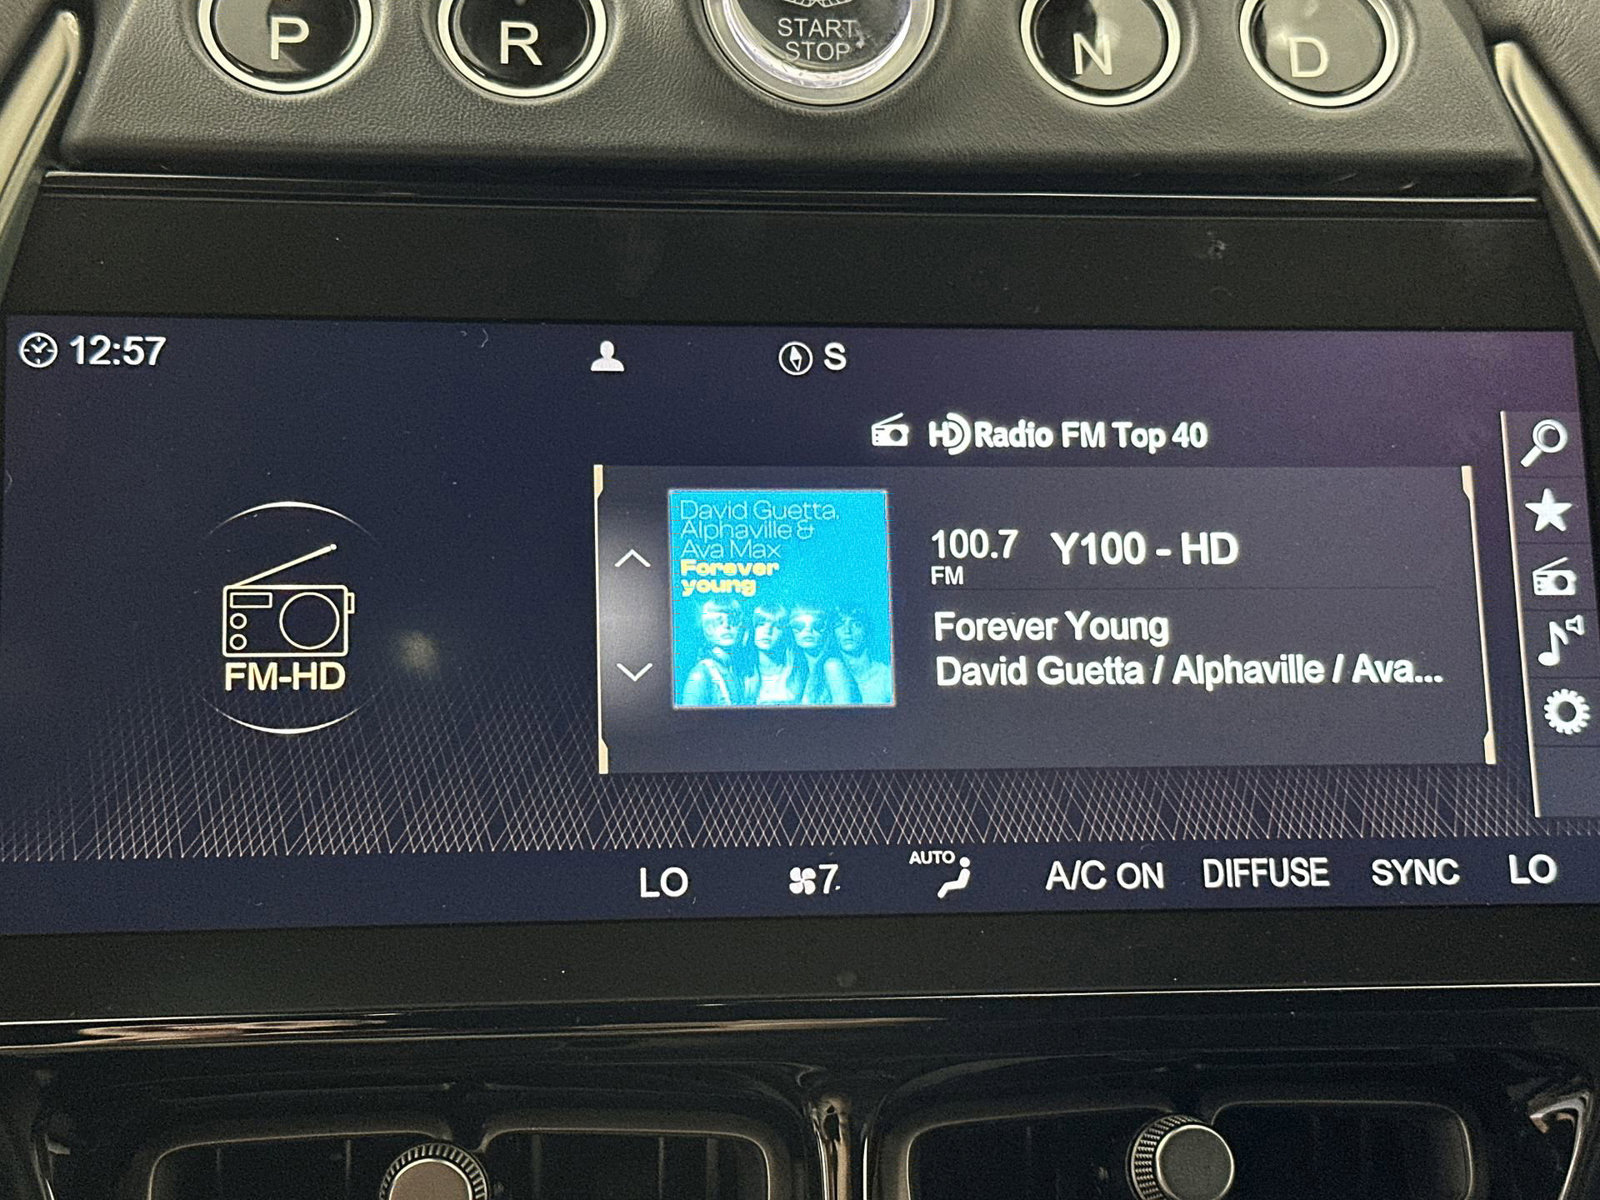 P
R
START
STOP
N
D
12:57
S
HD Radio FM Top 40
David Guetta,
Alphaville &
Ava Max
Forever
young
100.7 Y100 - HD
FM
Forever Young
David Guetta / Alphaville / Ava...
FM-HD
LO
7
AUTO
A/C ON
DIFFUSE
SYNC
LO